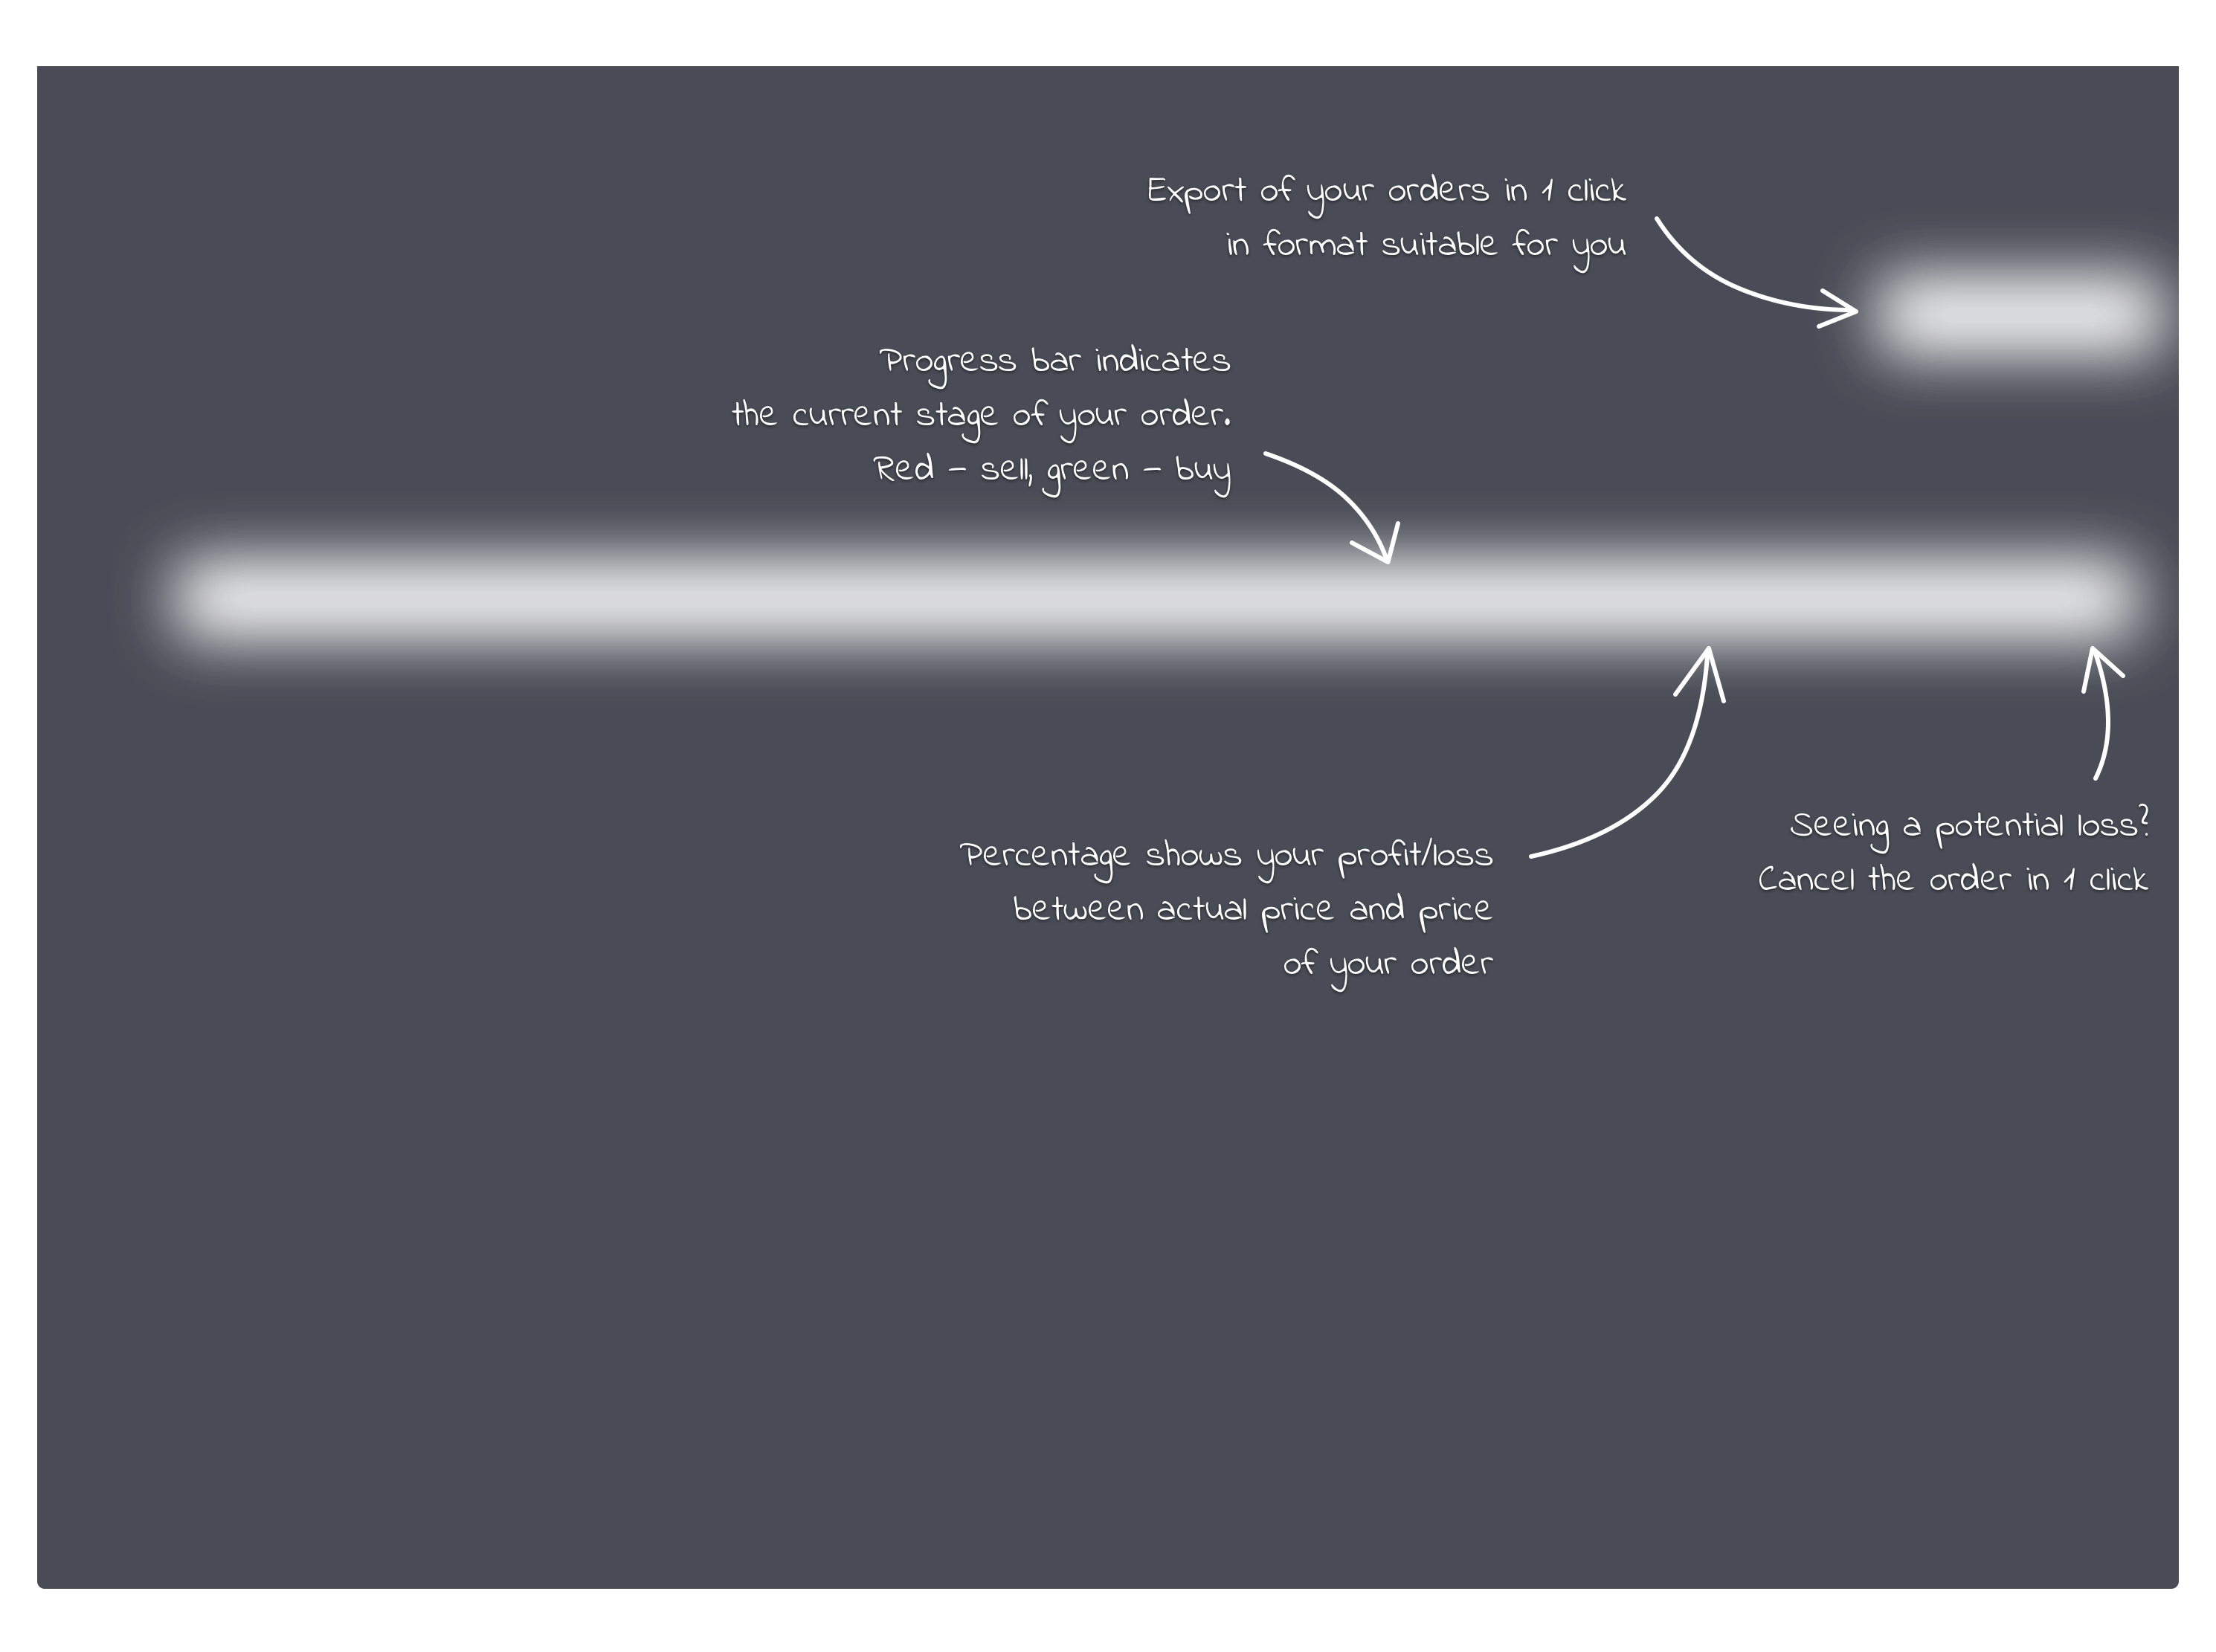 Export of your orders in 1 click
in format suitable for you
Progress bar indicates
the current stage of your order.
Red – sell, green – buy
Percentage shows your profit/loss
between actual price and price
of your order
Seeing a potential loss?
Cancel the order in 1 click